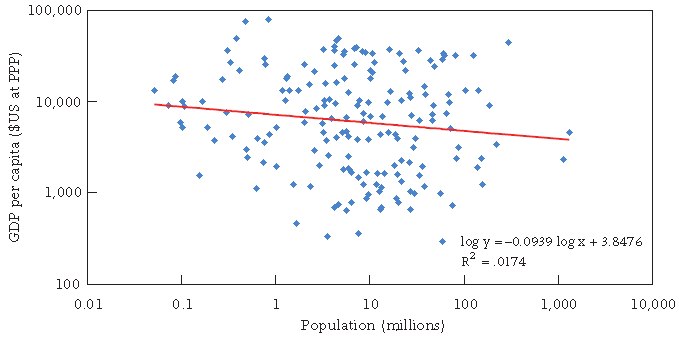 100,000
10,000
1,000
100
GDP per capita ($US at PPP)
log y = –0.0939 log x + 3.8476
R² = .0174
0.01 0.1 1 10 100 1,000 10,000
Population (millions)